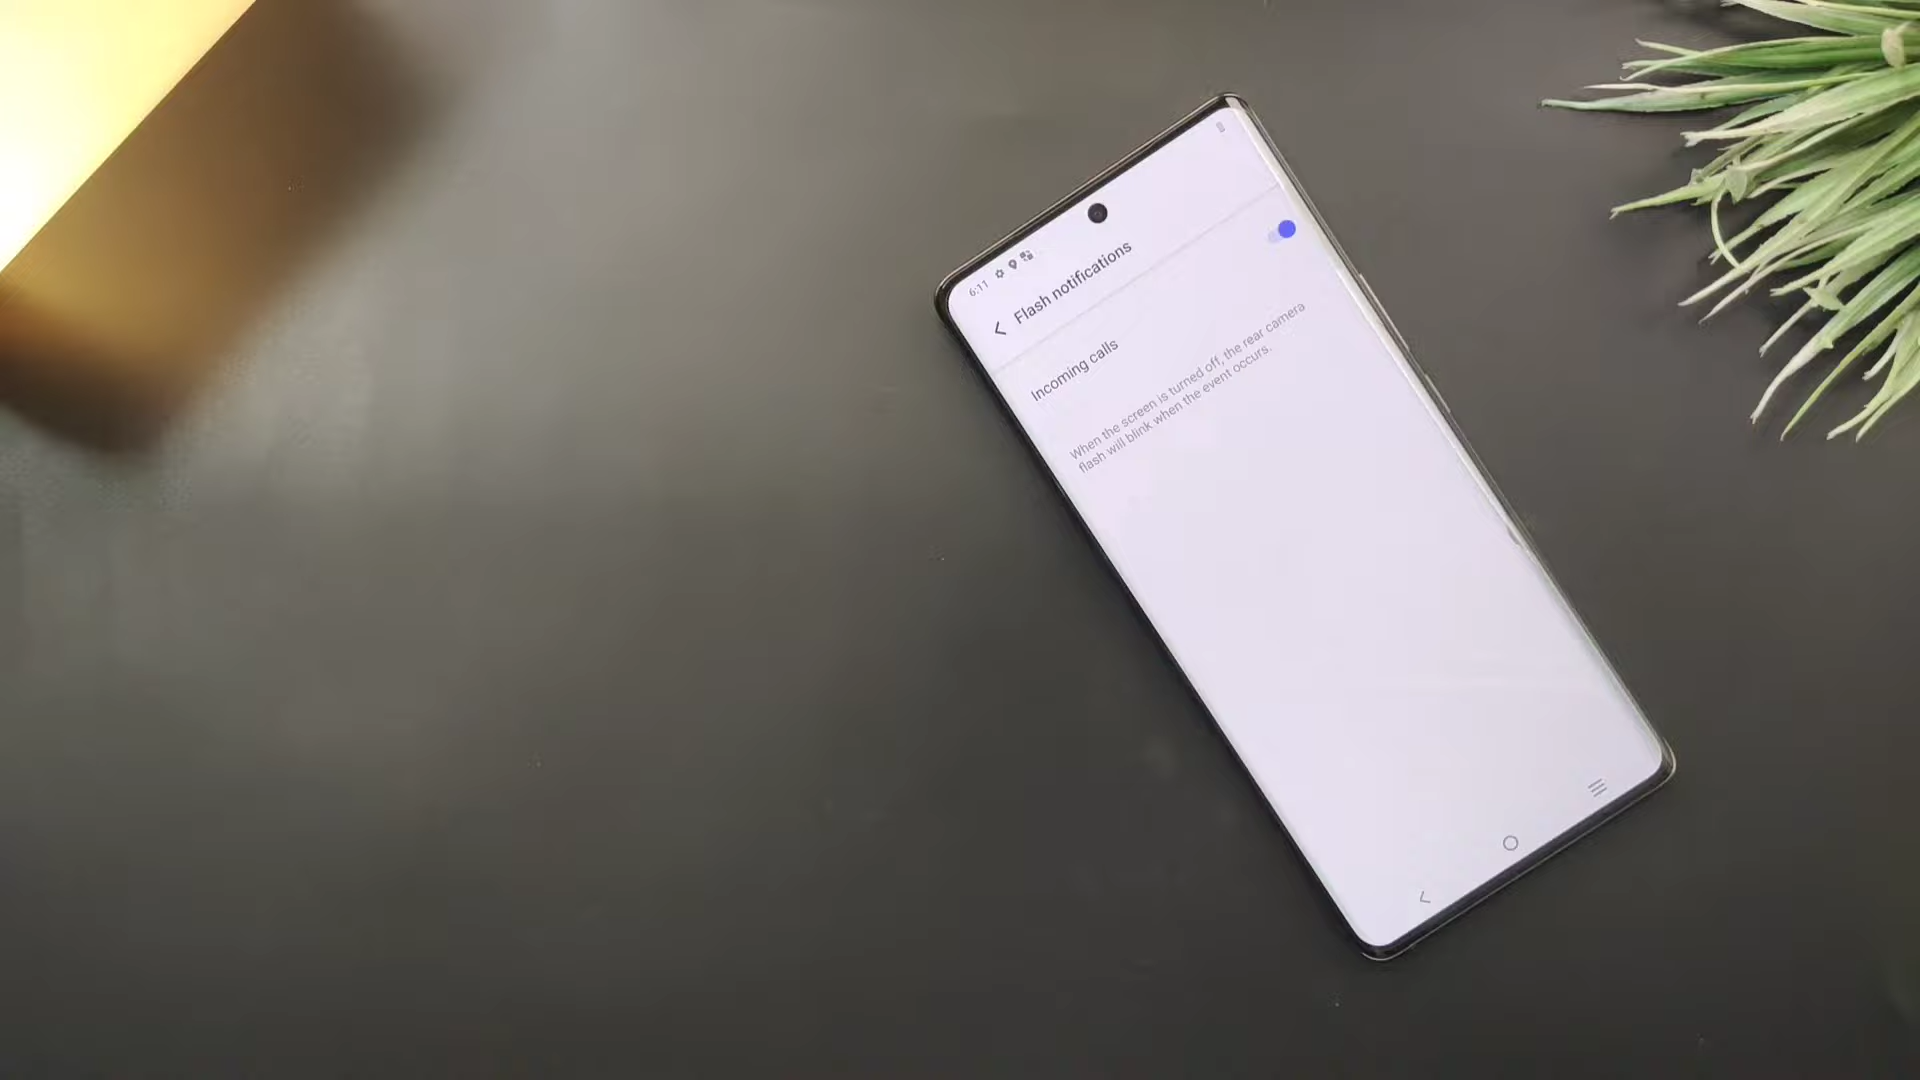 6:11
Flash notifications
Incoming calls
When the screen is turned off, the rear camera
flash will blink when the event occurs.